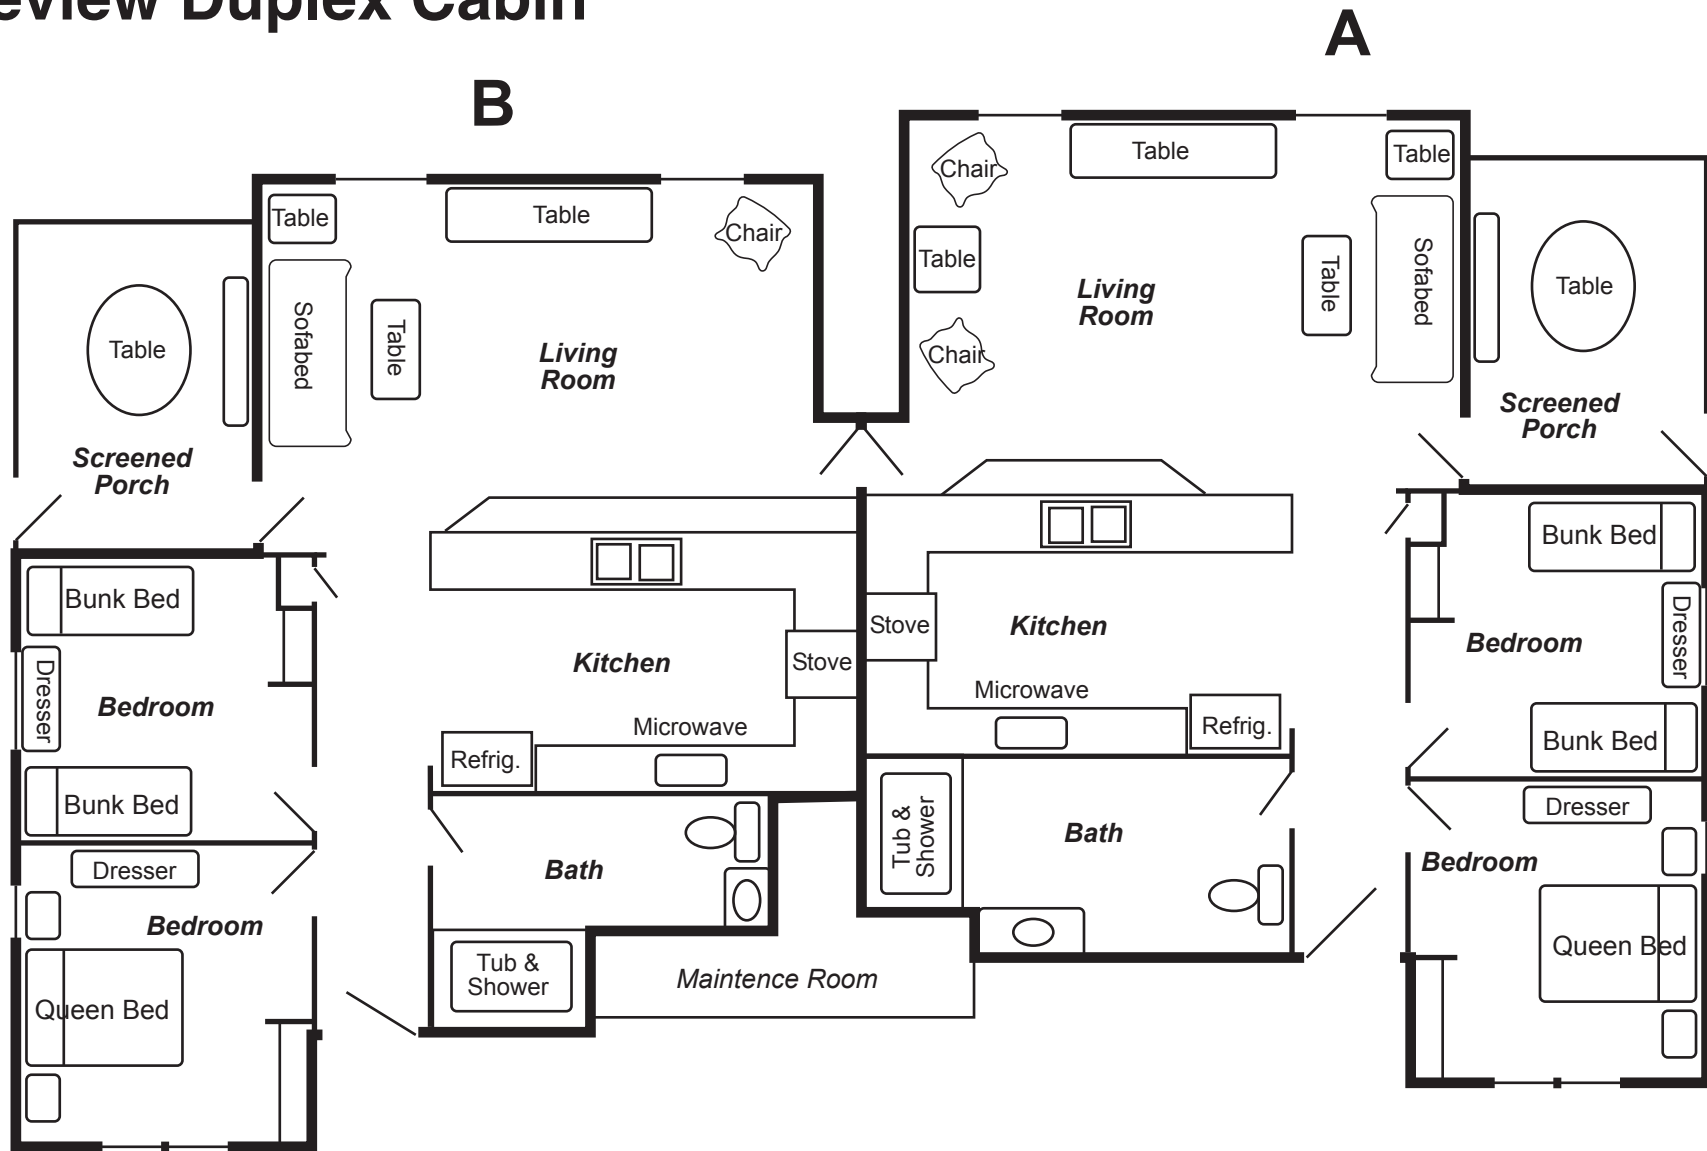 Duplex Cabin
A
B
Table
Table
Chair
Table
Sofabed
Table
Living
Room
Screened
Porch
Chair
Table
Table
Table
Chair
Living
Room
Table
Sofabed
Table
Screened
Porch
Bunk Bed
Dresser
Bedroom
Bunk Bed
Dresser
Bedroom
Queen Bed
Kitchen
Stove
Microwave
Refrig.
Bath
Tub &
Shower
Maintence Room
Stove
Kitchen
Microwave
Refrig.
Tub &
Shower
Bath
Bunk Bed
Dresser
Bedroom
Bunk Bed
Dresser
Bedroom
Queen Bed